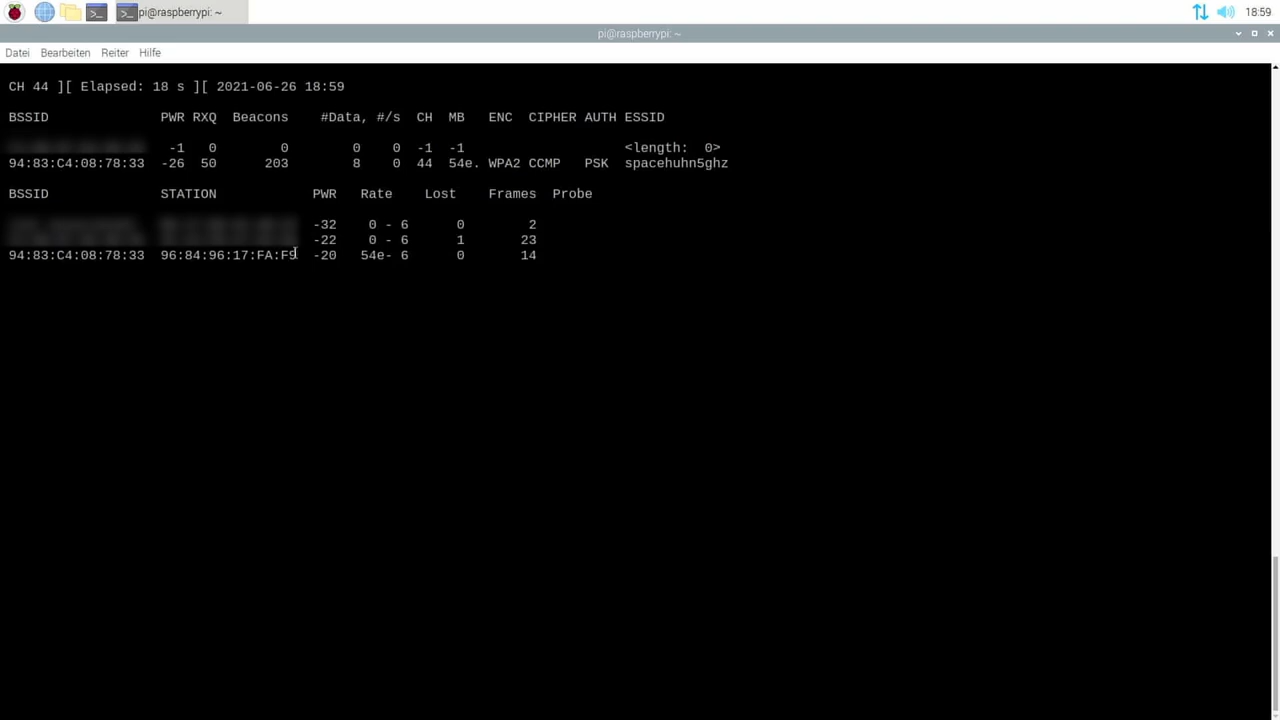 pi@raspberrypi: ~ 18:59
pi@raspberrypi: ~
Datei Bearbeiten Reiter Hilfe
CH 44 ][ Elapsed: 18 s ][ 2021-06-26 18:59
BSSID PWR RXQ Beacons #Data, #/s CH MB ENC CIPHER AUTH ESSID
-1 0 0 0 0 -1 -1 <length: 0>
94:83:C4:08:78:33 -26 50 203 8 0 44 54e. WPA2 CCMP PSK spacehuhn5ghz
BSSID STATION PWR Rate Lost Frames Probe
-32 0 - 6 0 2
-22 0 - 6 1 23
94:83:C4:08:78:33 96:84:96:17:FA:F9 -20 54e- 6 0 14